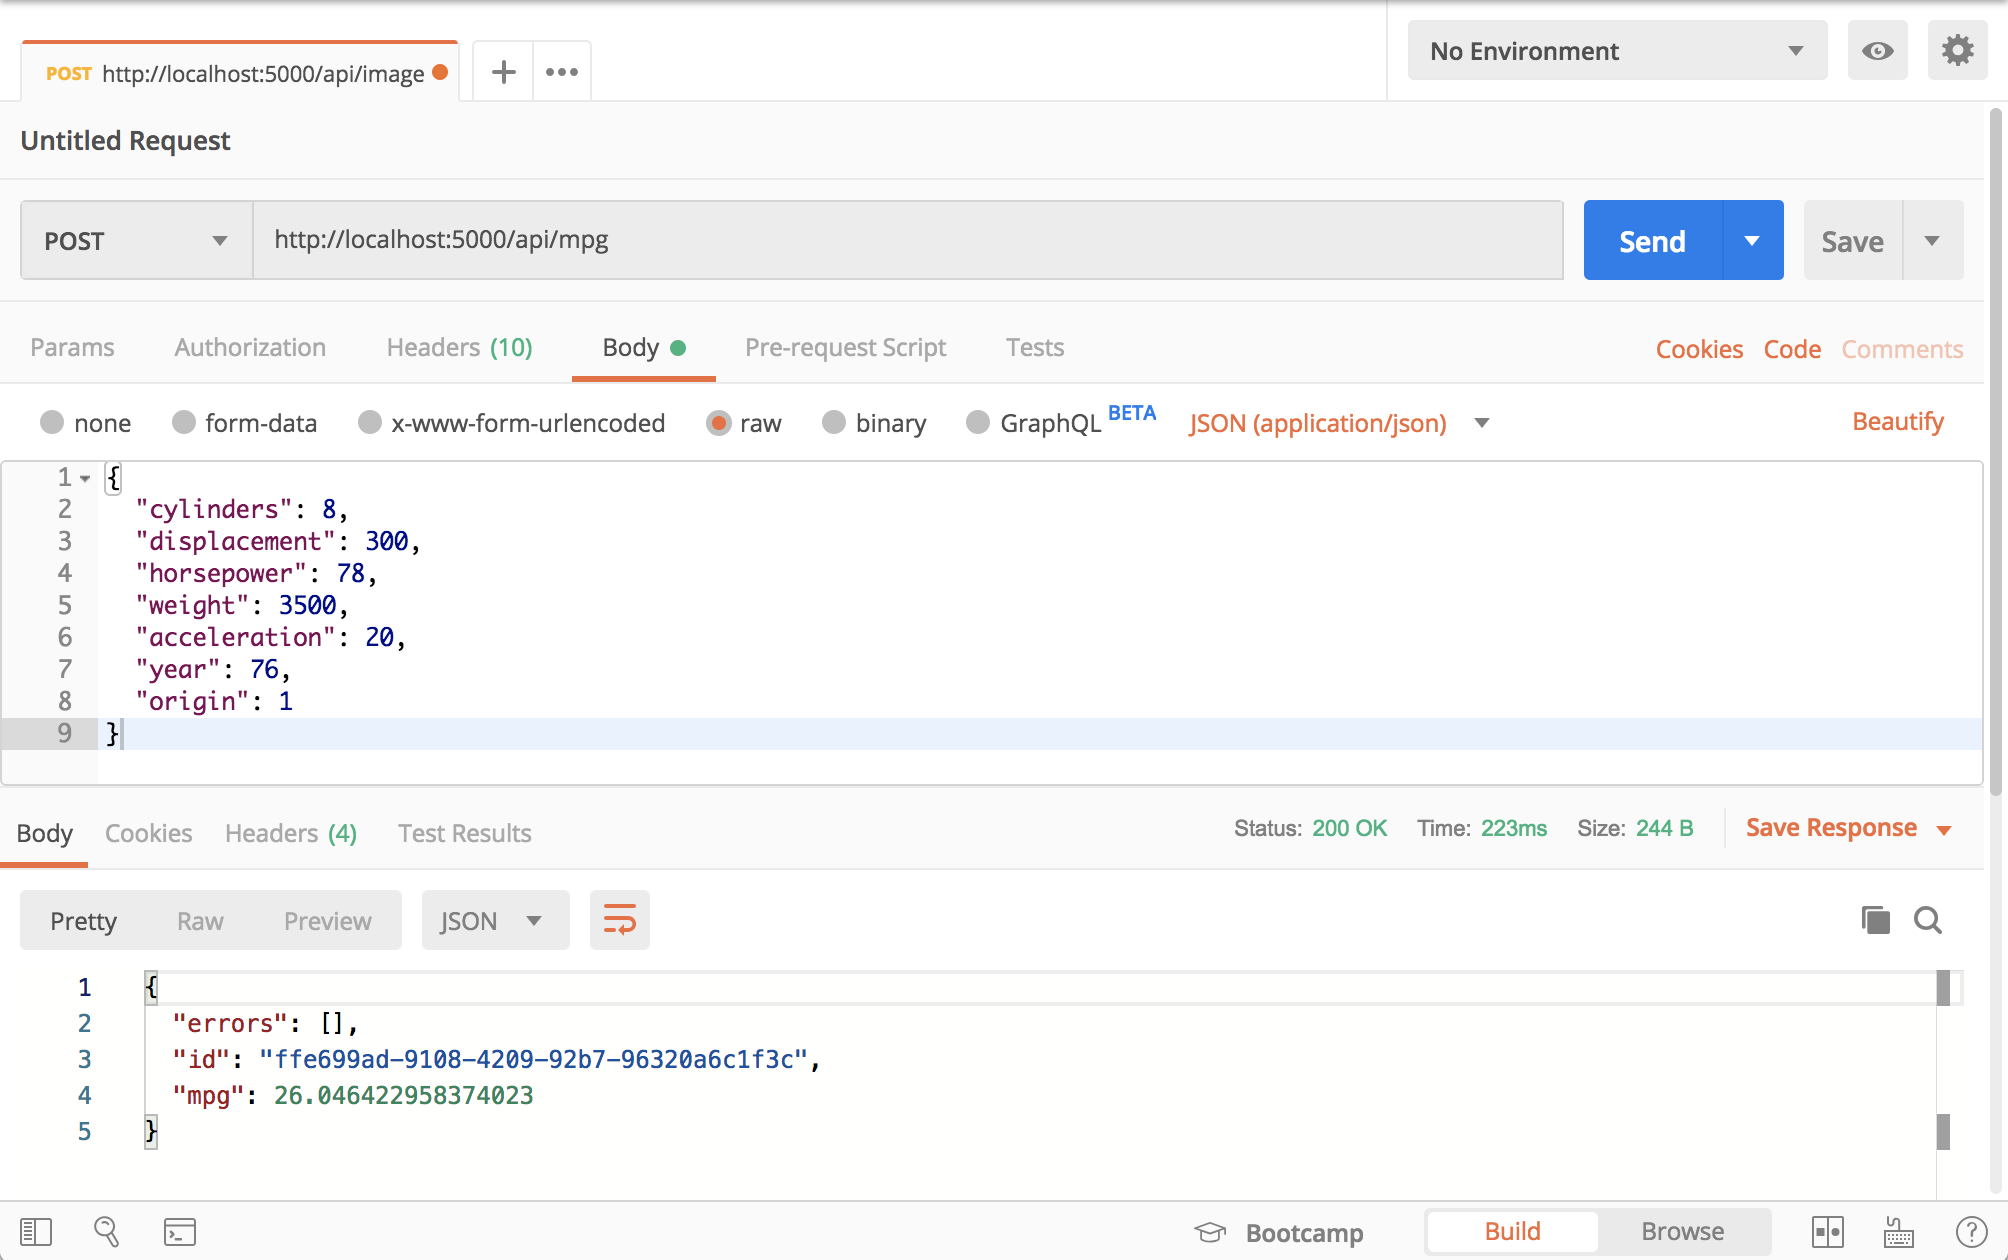 POST http://localhost:5000/api/image
No Environment
Untitled Request
POST http://localhost:5000/api/mpg Send Save
Params Authorization Headers (10) Body Pre-request Script Tests Cookies Code Comments
none form-data x-www-form-urlencoded raw binary GraphQL BETA JSON (application/json) Beautify
1 {
2 "cylinders": 8,
3 "displacement": 300,
4 "horsepower": 78,
5 "weight": 3500,
6 "acceleration": 20,
7 "year": 76,
8 "origin": 1
9 }
Body Cookies Headers (4) Test Results Status: 200 OK Time: 223ms Size: 244 B Save Response
Pretty Raw Preview JSON
1 {
2 "errors": [],
3 "id": "ffe699ad-9108-4209-92b7-96320a6c1f3c",
4 "mpg": 26.046422958374023
5 }
Bootcamp Build Browse